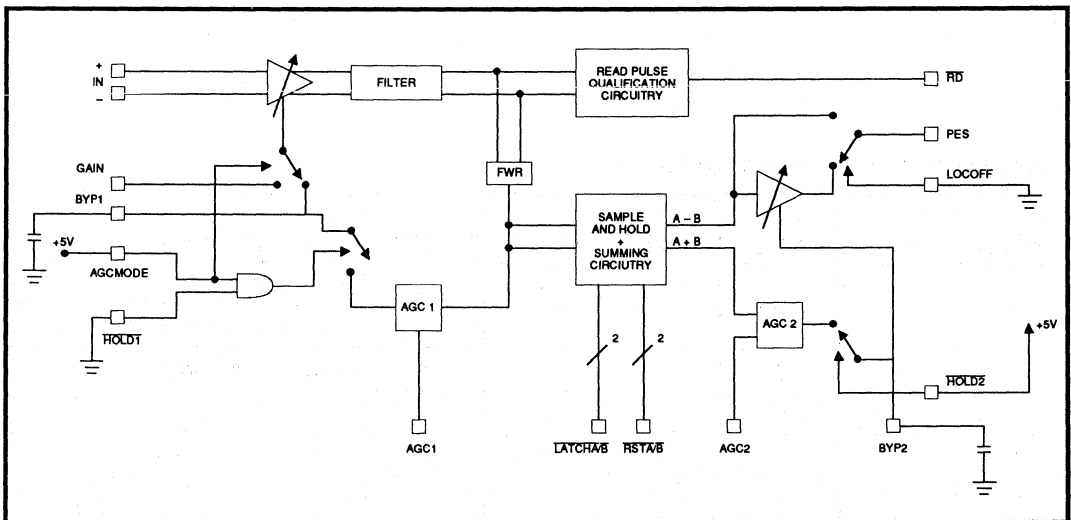 +
IN
−
FILTER
READ PULSE
QUALIFICATION
CIRCUITRY
RD
PES
GAIN
FWR
LOCOFF
BYP1
+5V
AGCMODE
HOLD1
SAMPLE
AND HOLD
+
SUMMING
CIRCIUTRY
A – B
A + B
AGC 1
AGC 2
+5V
HOLD2
2
2
AGC1
LATCHA/B
RSTA/B
AGC2
BYP2